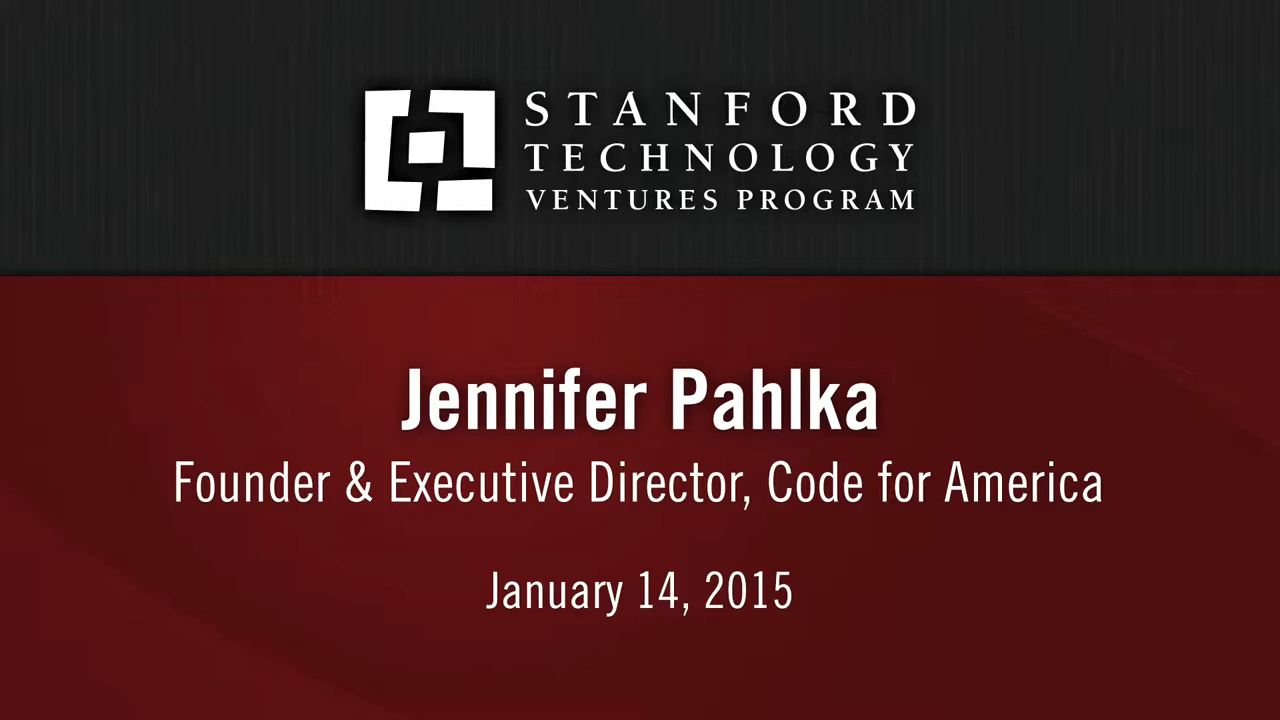 STANFORD
TECHNOLOGY
VENTURES PROGRAM
Jennifer Pahlka
Founder & Executive Director, Code for America
January 14, 2015